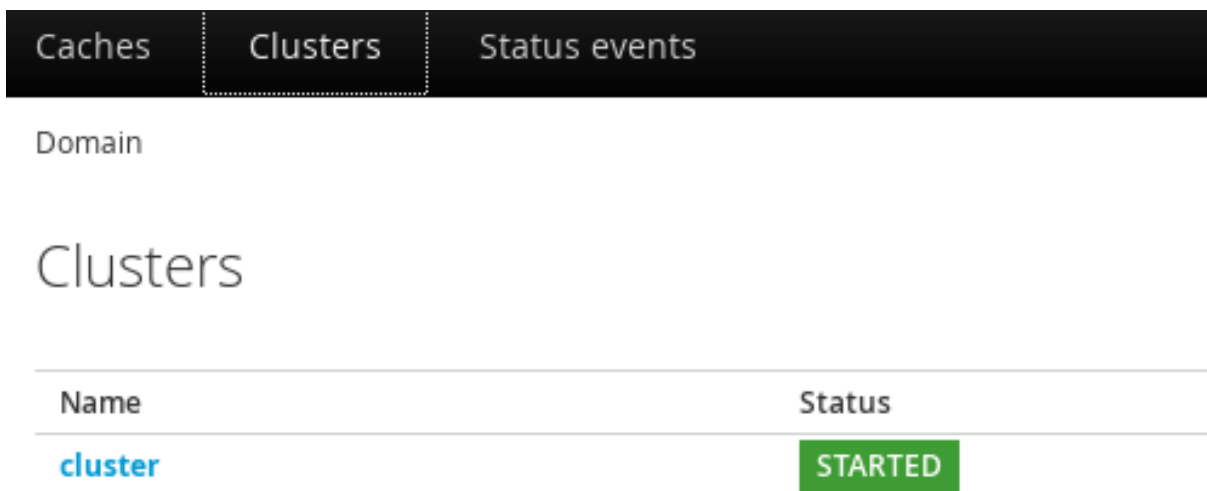 Caches Clusters Status events
Domain
Clusters
Name Status
cluster STARTED